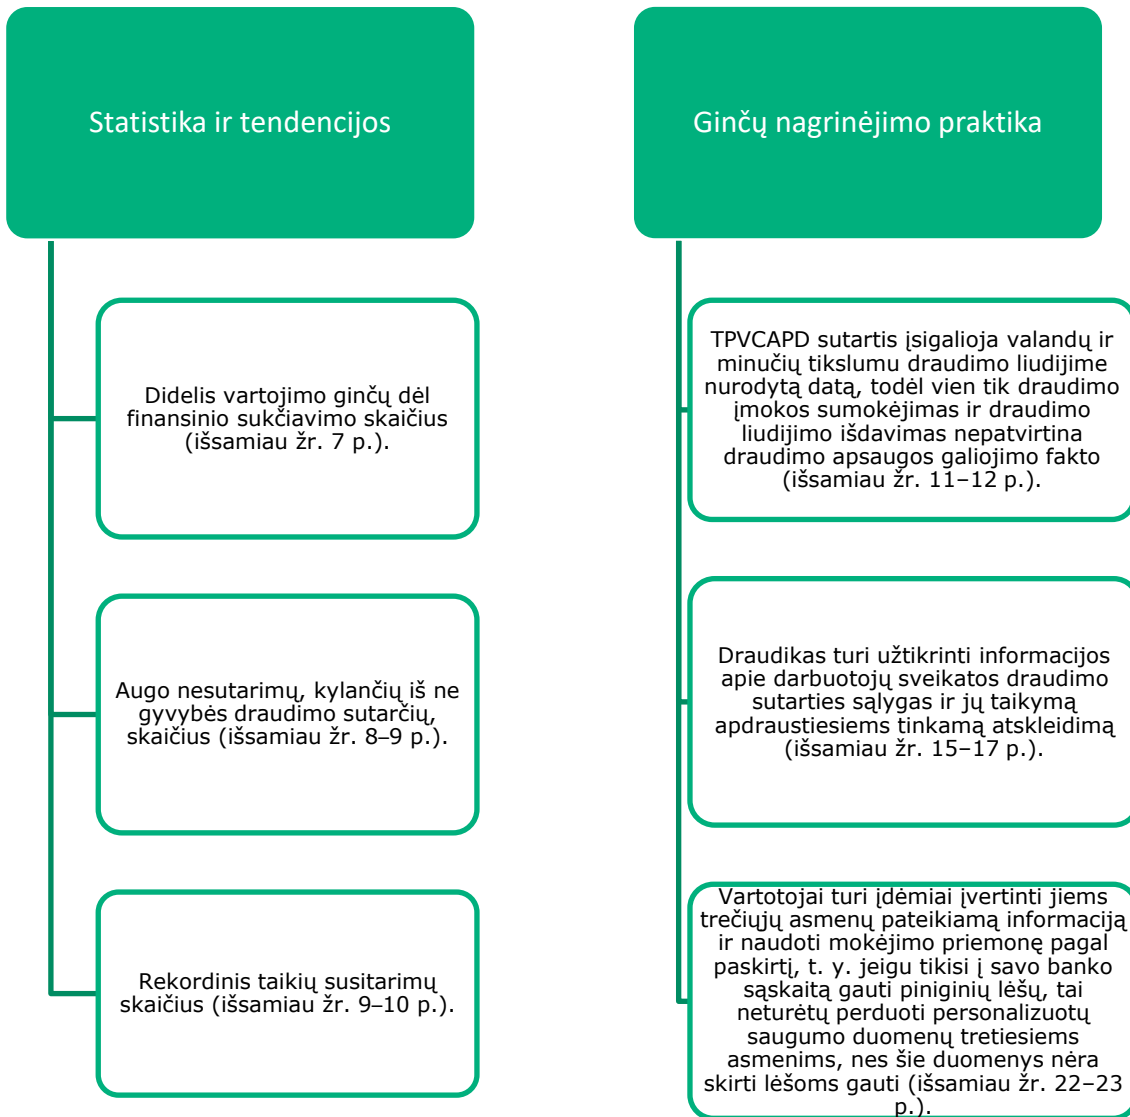 Statistika ir tendencijos
Didelis vartojimo ginčų dėl
finansinio sukčiavimo skaičius
(išsamiau žr. 7 p.).
Augo nesutarimų, kylančių iš ne
gyvybės draudimo sutarčių,
skaičius (išsamiau žr. 8–9 p.).
Rekordinis taikių susitarimų
skaičius (išsamiau žr. 9–10 p.).
Ginčų nagrinėjimo praktika
TPVCAPD sutartis įsigalioja valandų ir
minučių tikslumu draudimo liudijime
nurodytą datą, todėl vien tik draudimo
įmokos sumokėjimas ir draudimo
liudijimo išdavimas nepatvirtina
draudimo apsaugos galiojimo fakto
(išsamiau žr. 11–12 p.).
Draudikas turi užtikrinti informacijos
apie darbuotojų sveikatos draudimo
sutarties sąlygas ir jų taikymą
apdraustiesiems tinkamą atskleidimą
(išsamiau žr. 15–17 p.).
Vartotojai turi įdėmiai įvertinti jiems
trečiųjų asmenų pateikiamą informaciją
ir naudoti mokėjimo priemonę pagal
paskirtį, t. y. jeigu tikisi į savo banko
sąskaitą gauti piniginių lėšų, tai
neturėtų perduoti personalizuotų
saugumo duomenų tretiesiems
asmenims, nes šie duomenys nėra
skirti lėšoms gauti (išsamiau žr. 22–23
p.).